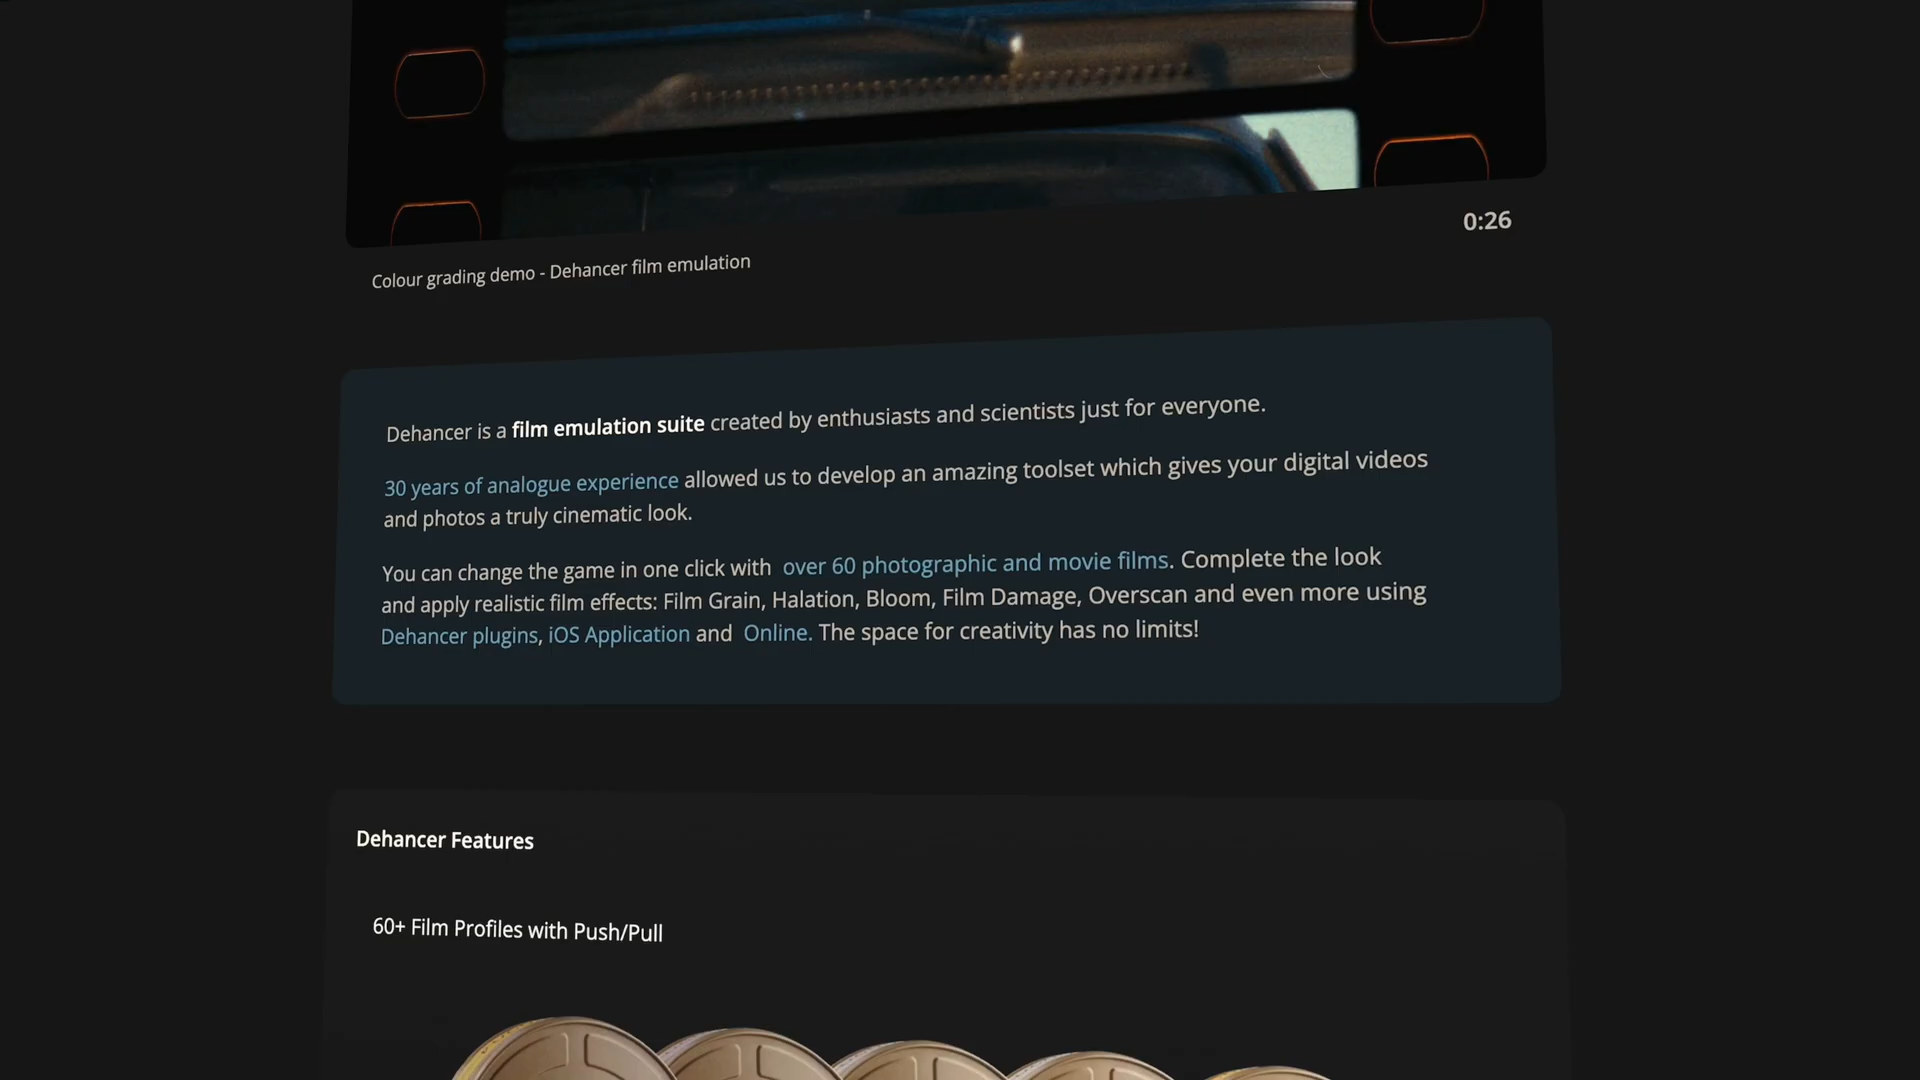 0:26
Colour grading demo - Dehancer film emulation
Dehancer is a film emulation suite created by enthusiasts and scientists just for everyone.
30 years of analogue experience allowed us to develop an amazing toolset which gives your digital videos
and photos a truly cinematic look.
You can change the game in one click with over 60 photographic and movie films. Complete the look
and apply realistic film effects: Film Grain, Halation, Bloom, Film Damage, Overscan and even more using
Dehancer plugins, iOS Application and Online. The space for creativity has no limits!
Dehancer Features
60+ Film Profiles with Push/Pull